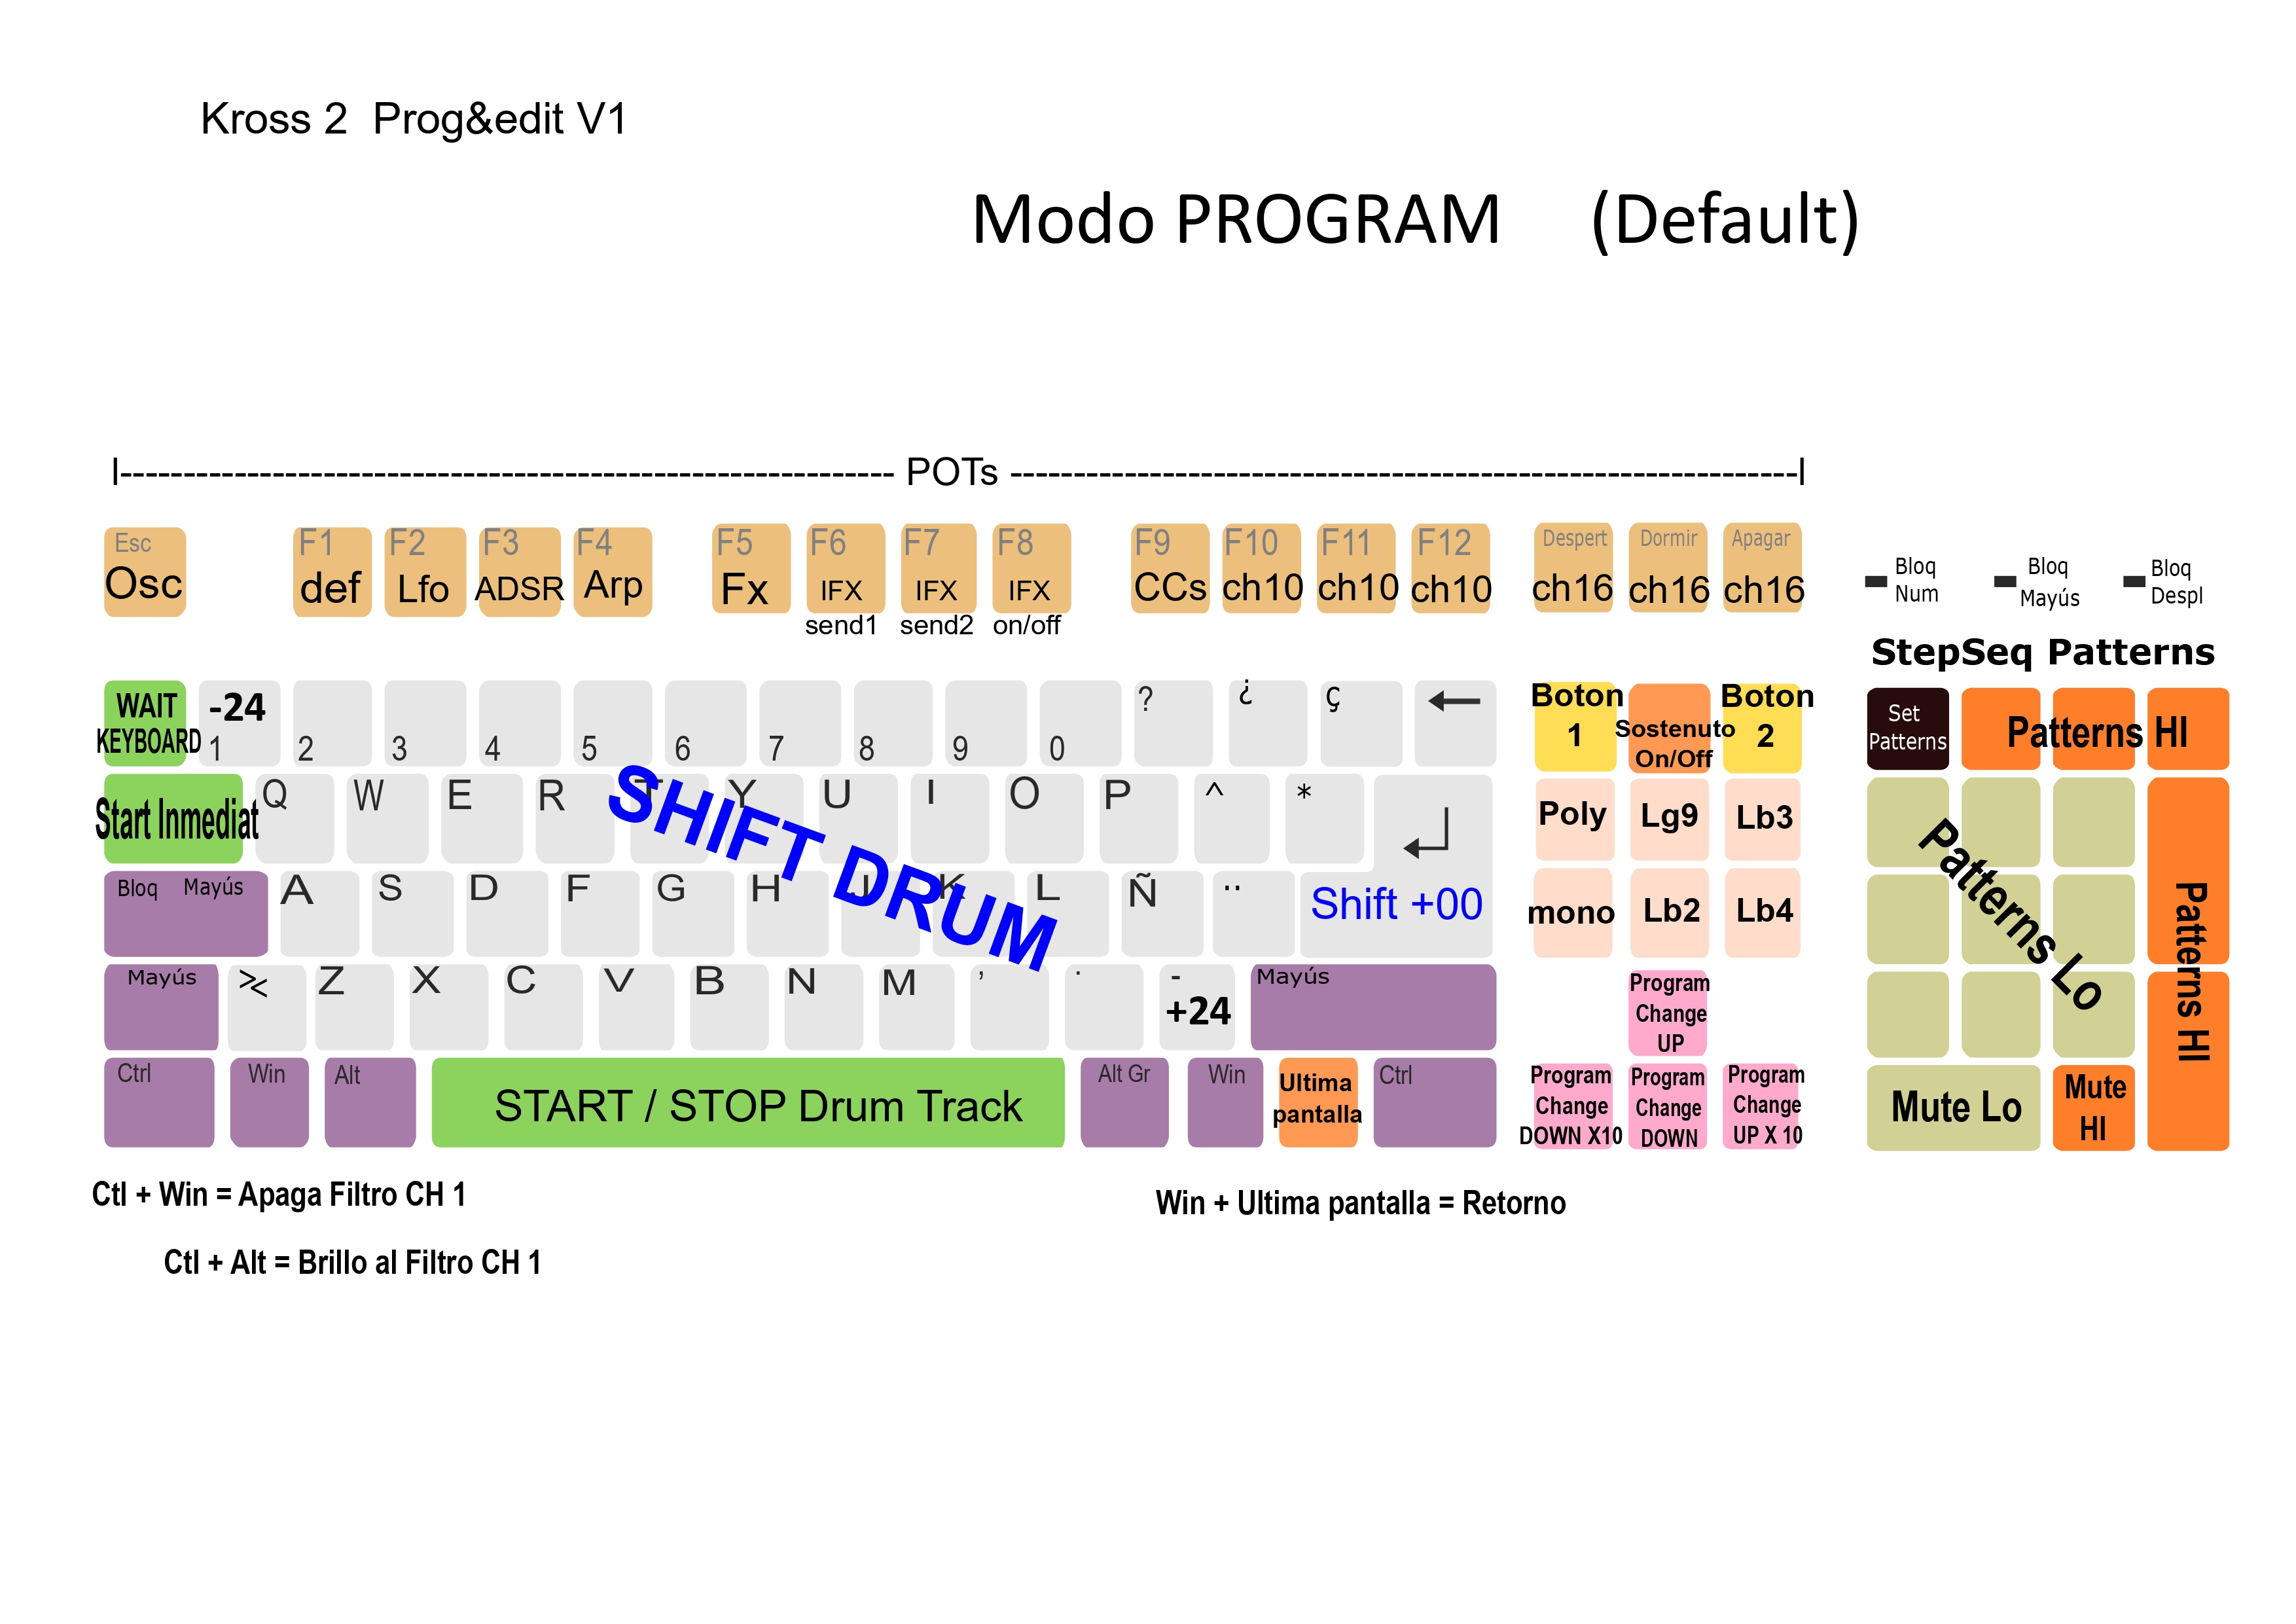 Kross 2 Prog&edit V1
Modo PROGRAM (Default)
|---- POTs ----|
Esc F1 F2 F3 F4 F5 F6 F7 F8 F9 F10 F11 F12 Despert Dormir Apagar
Osc def Lfo ADSR Arp Fx IFX IFX IFX CCs ch10 ch10 ch10 ch16 ch16 ch16
send1 send2 on/off
Bloq Num
Bloq Mayús
Bloq Despl
StepSeq Patterns
WAIT KEYBOARD
-24
1 2 3 4 5 6 7 8 9 0 ? ¿ ç
Boton 1
Sostenuto On/Off
Boton 2
Set Patterns
Patterns HI
Start Inmediat
Q W E R T Y U I O P ^ *
SHIFT DRUM
Poly Lg9 Lb3
Patterns Lo
Patterns HI
Bloq Mayús
A S D F G H J K L Ñ ..
Shift +00
mono Lb2 Lb4
Mayús
>< Z X C V B N M , . -
+24
Mayús
Program Change UP
Ctrl Win Alt
START / STOP Drum Track
Alt Gr Win
Ultima pantalla
Ctrl
Program Change DOWN X10
Program Change DOWN
Program Change UP X 10
Mute Lo
Mute HI
Ctl + Win = Apaga Filtro CH 1
Win + Ultima pantalla = Retorno
Ctl + Alt = Brillo al Filtro CH 1